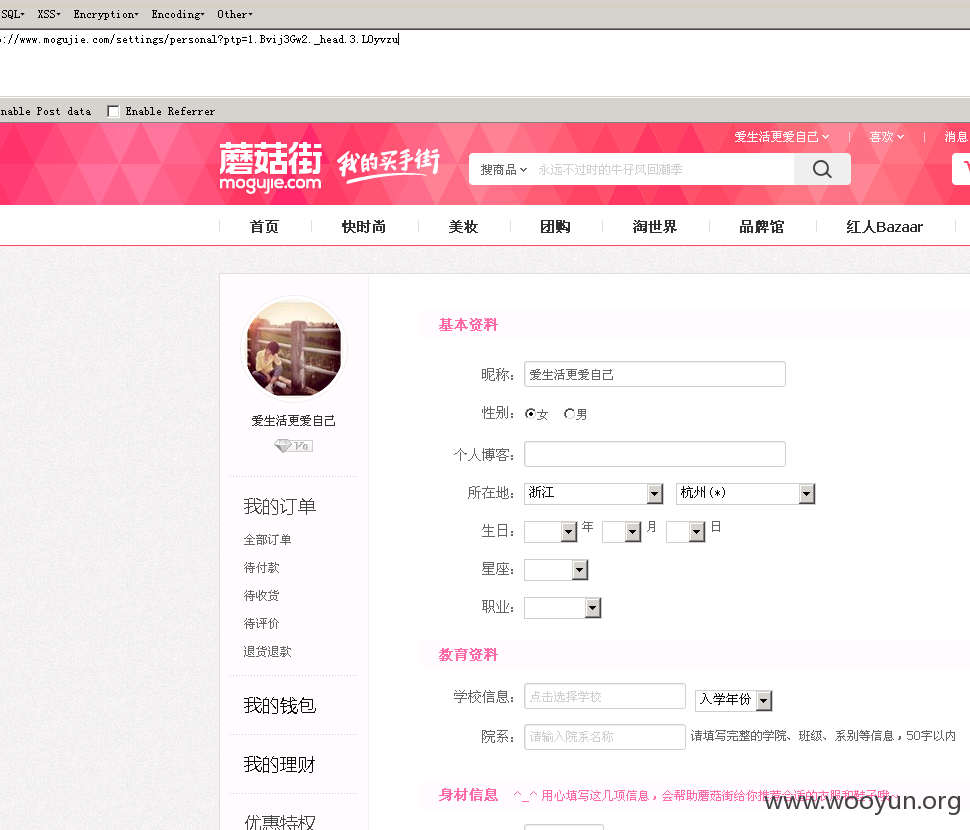 SQL▾ XSS▾ Encryption▾ Encoding▾ Other▾
://www.mogujie.com/settings/personal?ptp=1.Bvij3Gw2._head.3.LOyvzu
nable Post data Enable Referrer
爱生活更爱自己 喜欢 消息
蘑菇街 我的买手街
mogujie.com
搜商品 永远不过时的牛仔风回潮季
首页 快时尚 美妆 团购 淘世界 品牌馆 红人Bazaar
爱生活更爱自己
V0
我的订单
全部订单
待付款
待收货
待评价
退货退款
我的钱包
我的理财
优惠特权
基本资料
昵称: 爱生活更爱自己
性别: 女 男
个人博客:
所在地: 浙江 杭州(*)
生日: 年 月 日
星座:
职业:
教育资料
学校信息: 点击选择学校 入学年份
院系: 请输入院系名称 请填写完整的学院、班级、系别等信息，50字以内
身材信息 ^_^ 用心填写这几项信息，会帮助蘑菇街给你推荐合适的衣服和鞋子哦~
www.wooyun.org